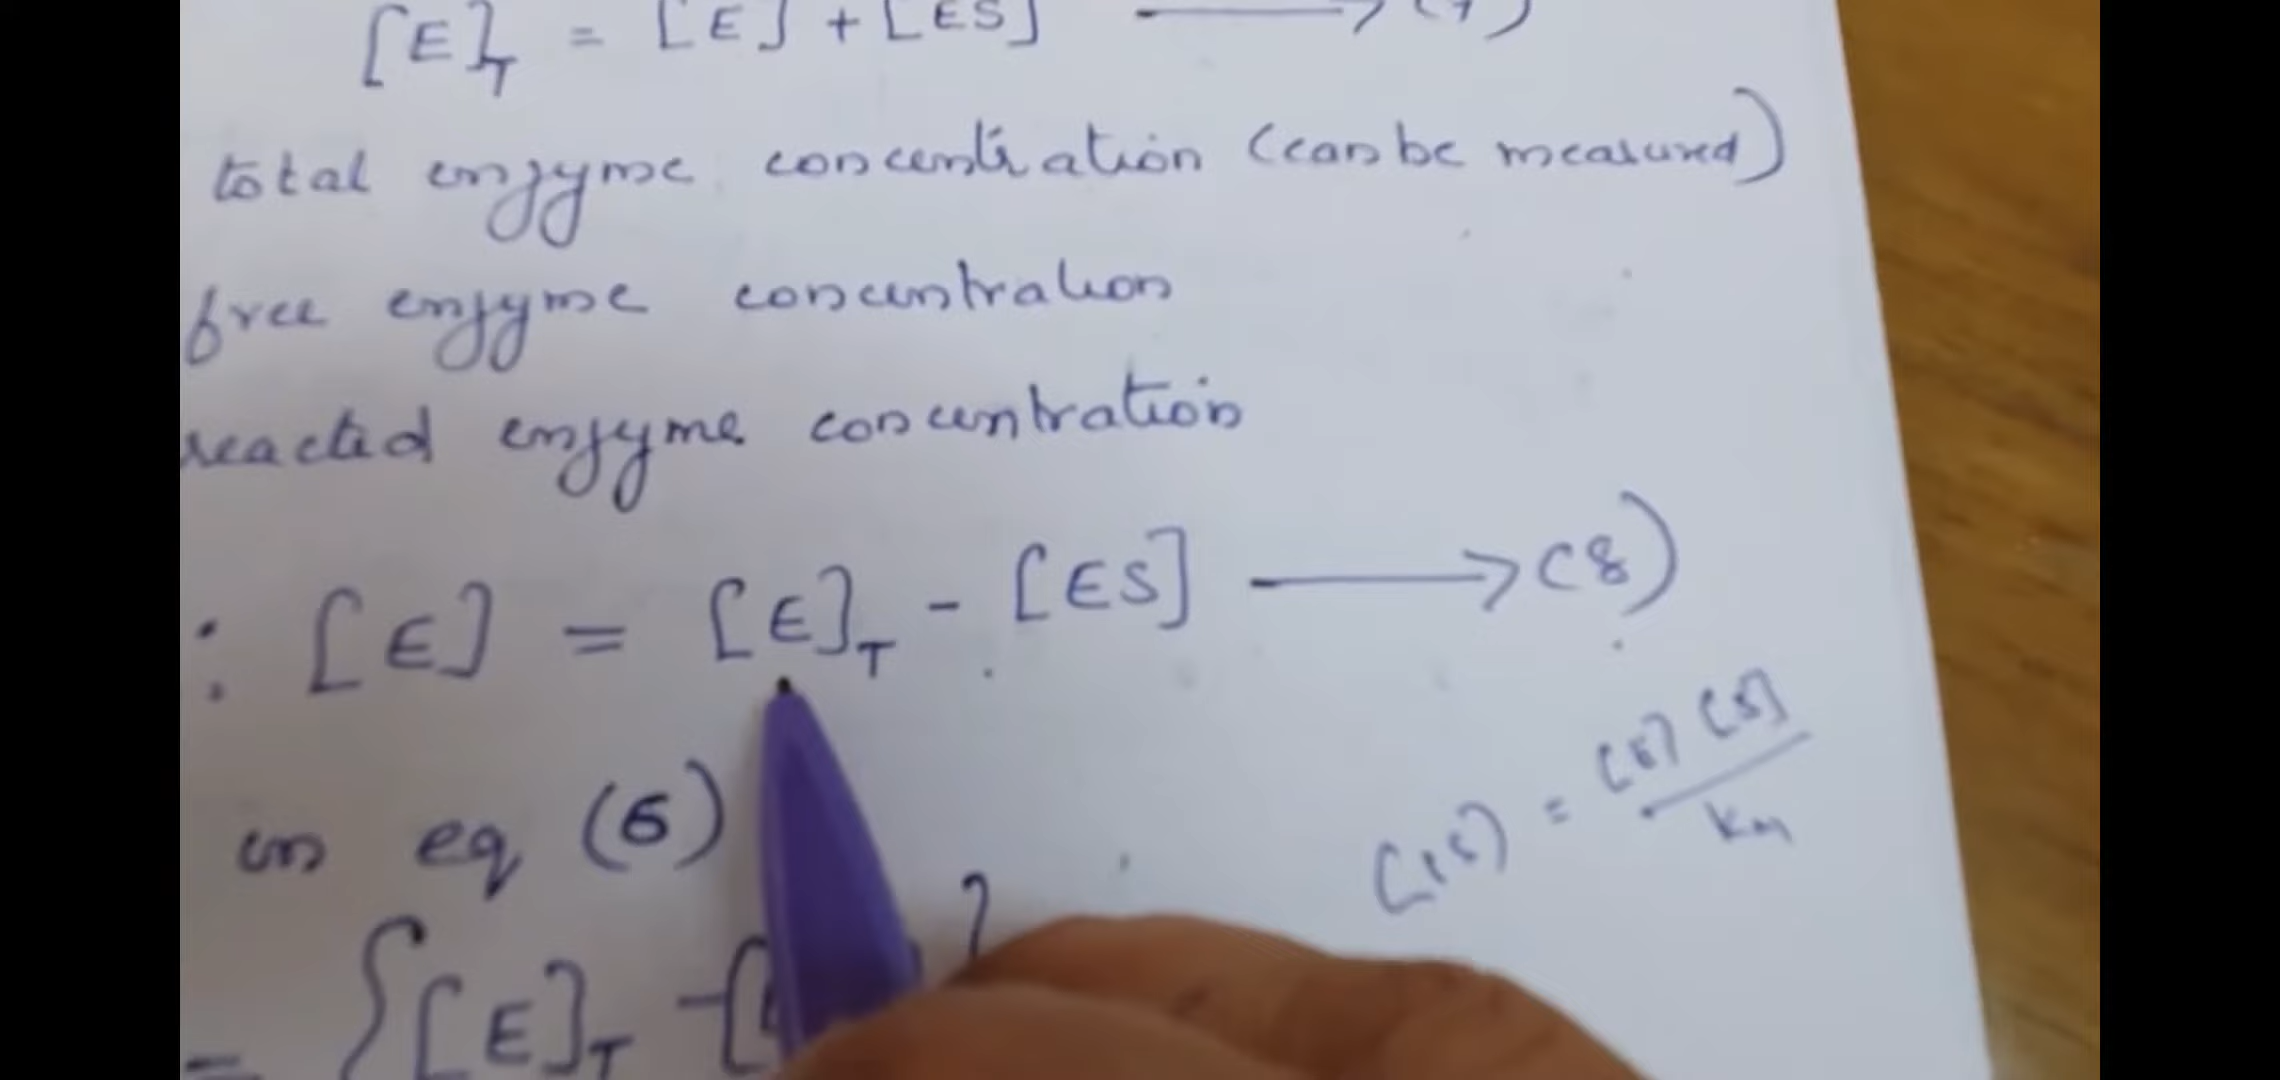 [E]T = [E] + [ES] ⟶ (7)
total enzyme concentration (can be measured)
free enzyme concentration
reacted enzyme concentration
: [E] = [E]T - [ES] ⟶ (8)
[ES] = [E] [S] / Km
in eq (6)
= { [E]T - [